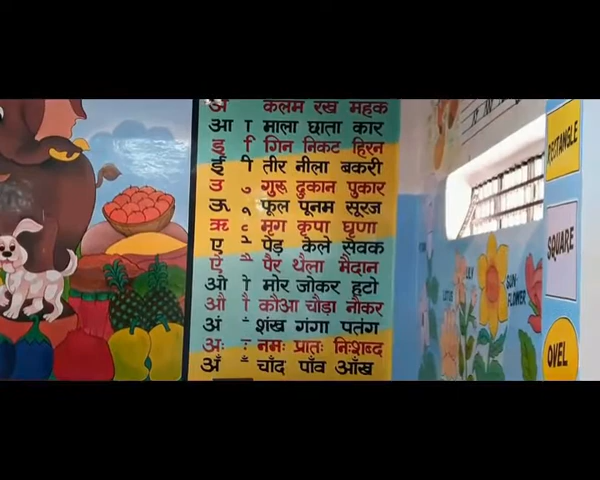 अ कलम रख महक
आ ा माला घाता कार
इ ि गिन निकट हिरन
ई ी तीर नीला बकरी
उ ु गुरू दुकान पुकार
ऊ ू फूल पूनम सूरज
ऋ ृ मृग कृपा घृणा
ए े पेड़ केले सेवक
ऐ ै पैर थैला मैदान
ओ ो मोर जोकर हटो
औ ौ कौआ चौड़ा नौकर
अं ं शंख गंगा पतंग
अः ः नमः प्रातः निःशब्द
अँ ँ चाँद पाँव आँख
RECTANGLE
SQUARE
OVEL
LILY
SUN-
FLOWER